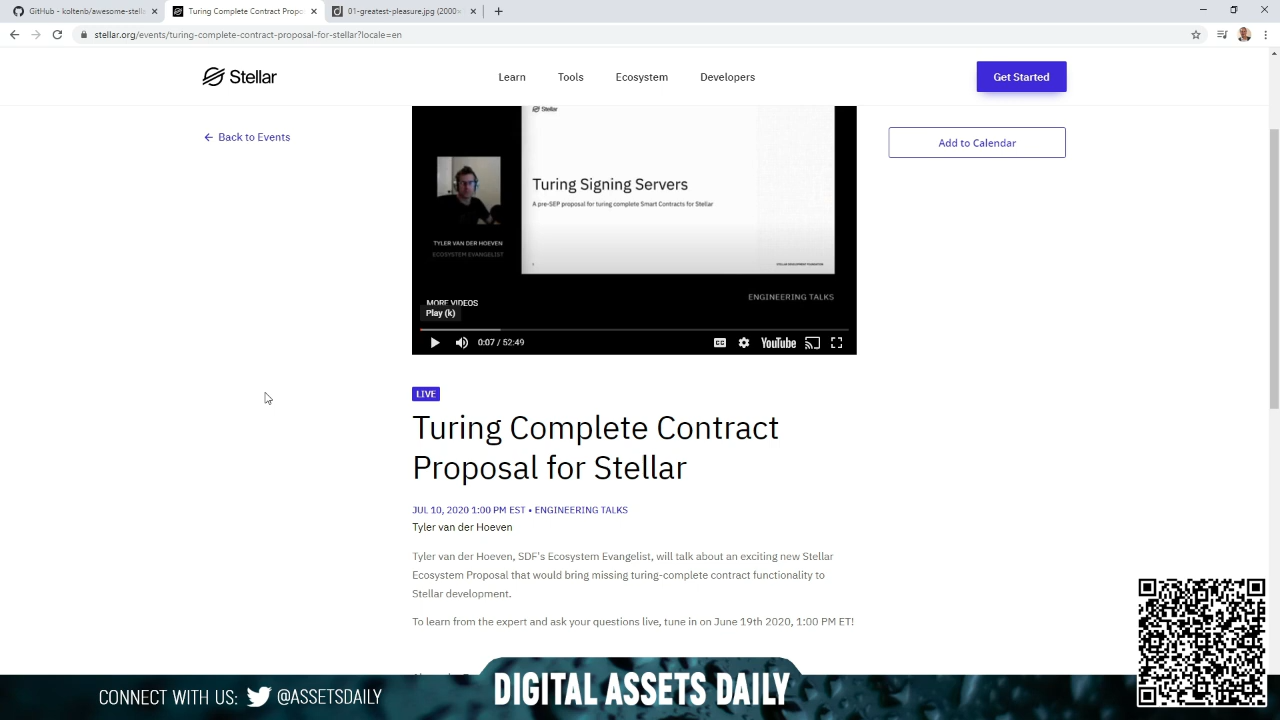 GitHub - kolten/awesome-stella
Turing Complete Contract Propo
01-greatest-pleasure.jpg (2000×
stellar.org/events/turing-complete-contract-proposal-for-stellar?locale=en
Stellar
Learn
Tools
Ecosystem
Developers
Get Started
Back to Events
Add to Calendar
Stellar
Turing Signing Servers
A pre-SEP proposal for turing complete Smart Contracts for Stellar
TYLER VAN DER HOEVEN
ECOSYSTEM EVANGELIST
STELLAR DEVELOPMENT FOUNDATION
ENGINEERING TALKS
MORE VIDEOS
Play (k)
0:07 / 52:49
CC
YouTube
LIVE
Turing Complete Contract
Proposal for Stellar
JUL 10, 2020 1:00 PM EST • ENGINEERING TALKS
Tyler van der Hoeven
Tyler van der Hoeven, SDF's Ecosystem Evangelist, will talk about an exciting new Stellar
Ecosystem Proposal that would bring missing turing-complete contract functionality to
Stellar development.
To learn from the expert and ask your questions live, tune in on June 19th 2020, 1:00 PM ET!
CONNECT WITH US: @ASSETSDAILY
DIGITAL ASSETS DAILY